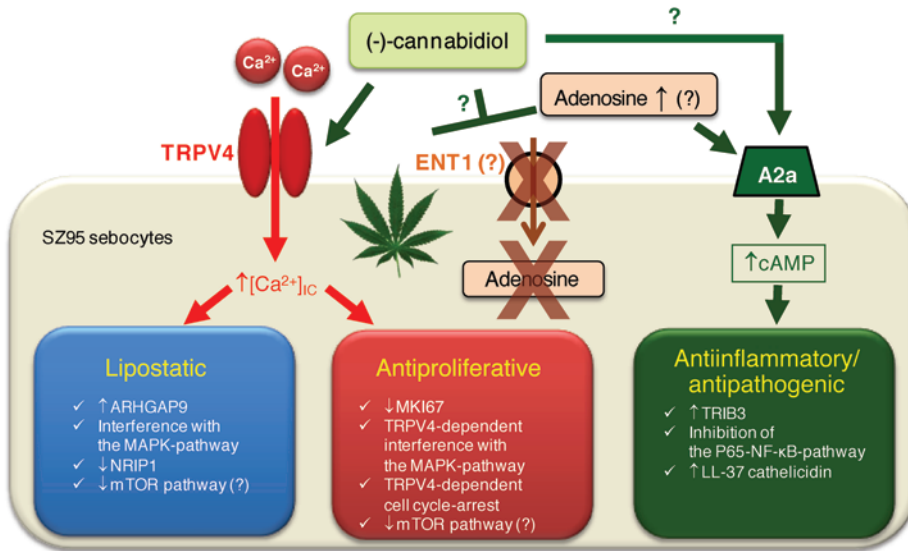 ?
(-)-cannabidiol
Ca²⁺
Ca²⁺
?
Adenosine ↑ (?)
TRPV4
ENT1 (?)
A2a
SZ95 sebocytes
↑[Ca²⁺]IC
Adenosine
↑cAMP
Lipostatic
✓ ↑ARHGAP9
✓ Interference with
the MAPK-pathway
✓ ↓NRIP1
✓ ↓mTOR pathway (?)
Antiproliferative
✓ ↓MKI67
✓ TRPV4-dependent
interference with
the MAPK-pathway
✓ TRPV4-dependent
cell cycle-arrest
✓ ↓mTOR pathway (?)
Antiinflammatory/
antipathogenic
✓ ↑TRIB3
✓ Inhibition of
the P65-NF-κB-pathway
✓ ↑LL-37 cathelicidin